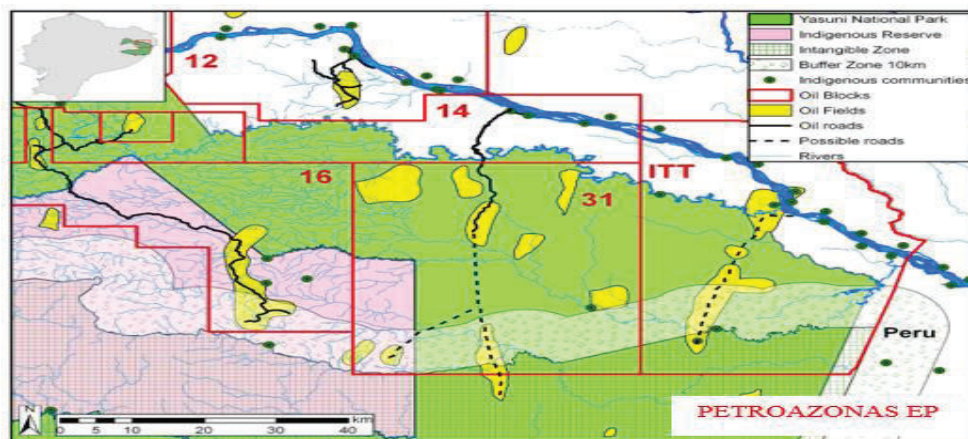 12
14
16
31
ITT
Peru
Yasuni National Park
Indigenous Reserve
Intangible Zone
Buffer Zone 10km
Indigenous communities
Oil Blocks
Oil Fields
Oil roads
Possible roads
Rivers
N
km
0 5 10 20 30 40
PETROAZONAS EP